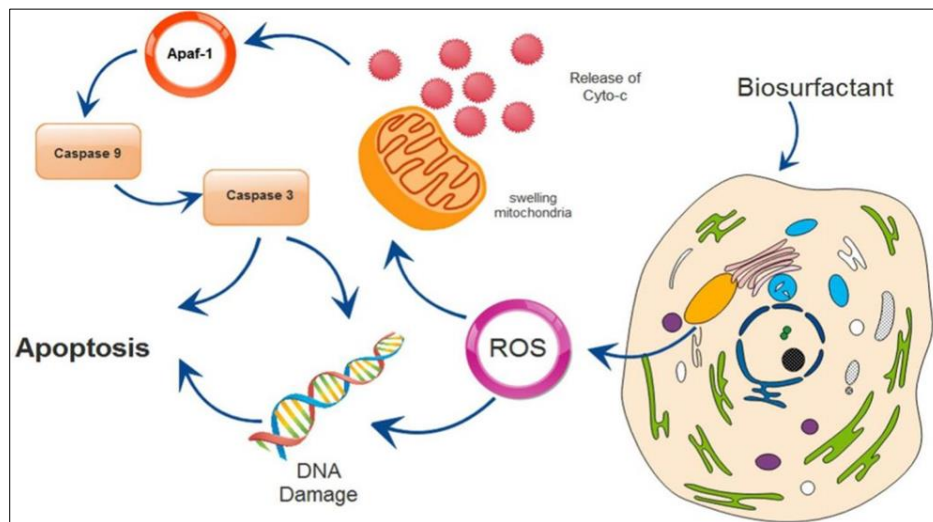 Apaf-1
Release of
Cyto-c
Biosurfactant
Caspase 9
Caspase 3
swelling
mitochondria
Apoptosis
ROS
DNA
Damage